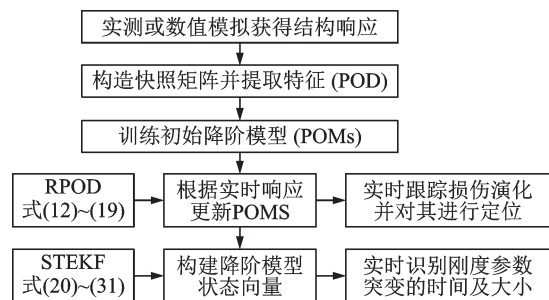 实测或数值模拟获得结构响应
构造快照矩阵并提取特征 (POD)
训练初始降阶模型 (POMs)
RPOD
式(12)~(19)
根据实时响应
更新POMS
实时跟踪损伤演化
并对其进行定位
STEKF
式(20)~(31)
构建降阶模型
状态向量
实时识别刚度参数
突变的时间及大小